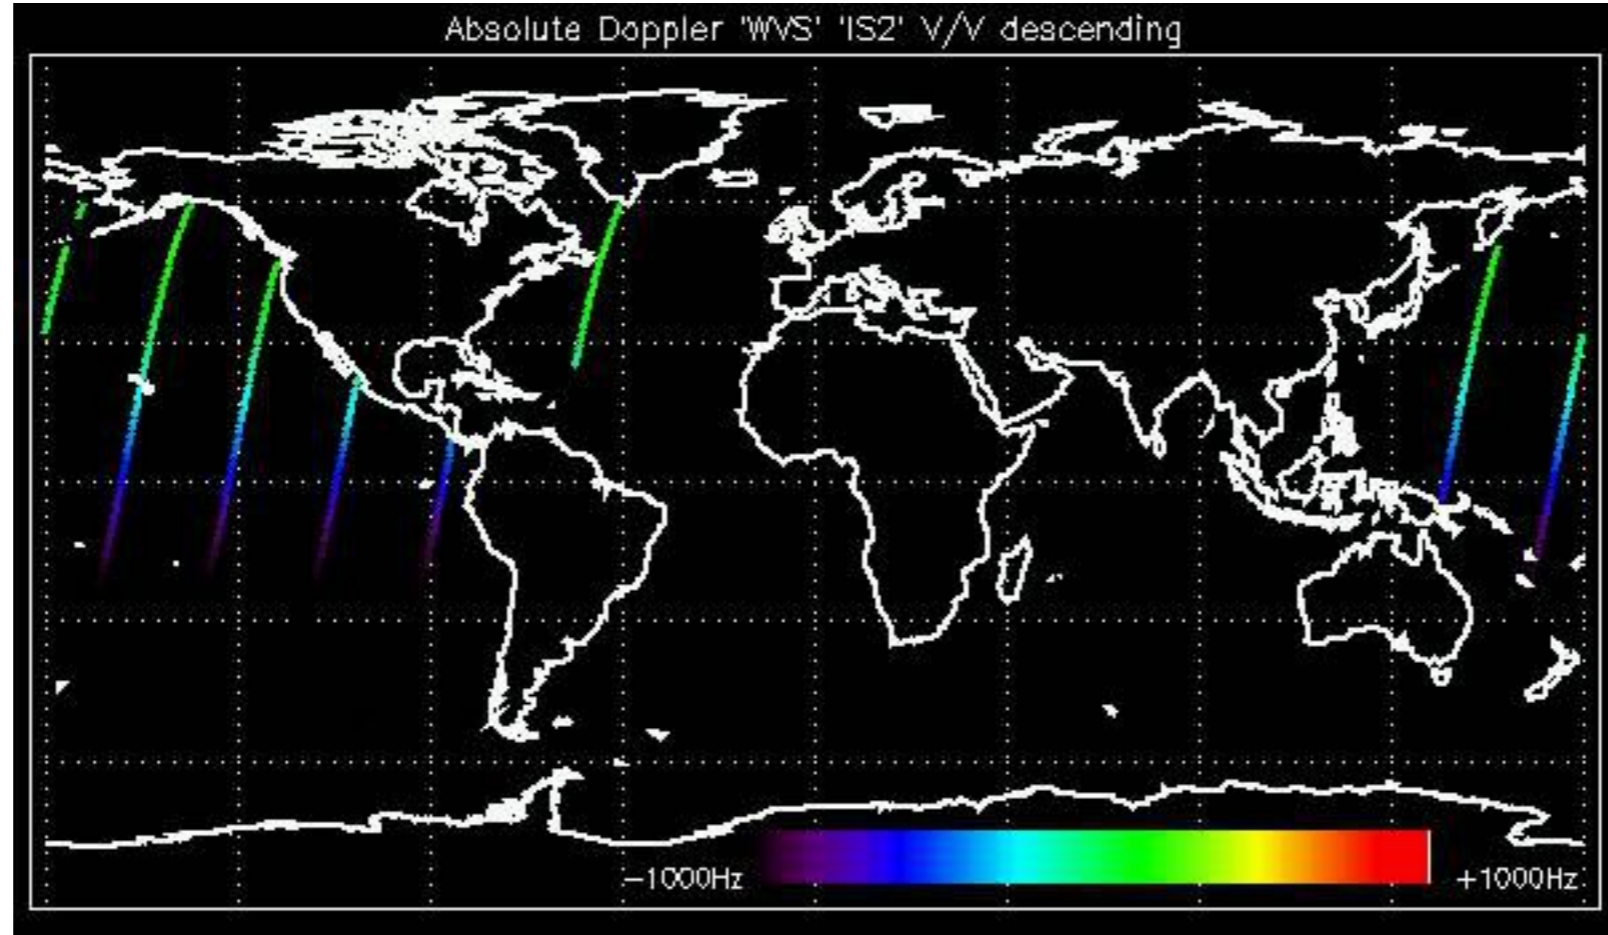 Absolute Doppler 'WVS' 'IS2' V/V descending
-1000Hz
+1000Hz